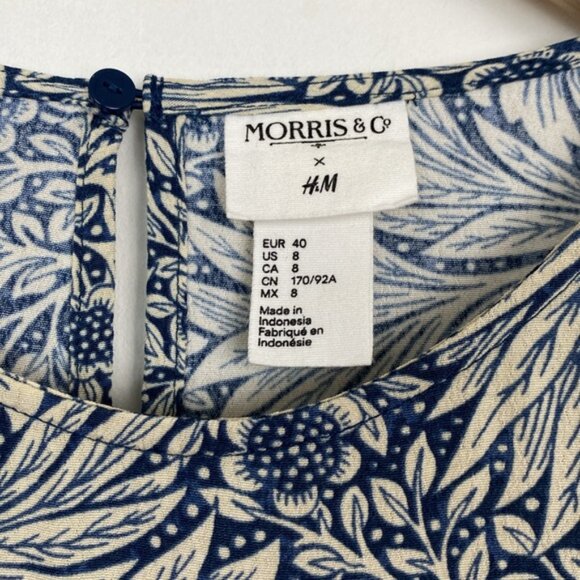 MORRIS & Co
×
H&M
EUR 40
US 8
CA 8
CN 170/92A
MX 8
Made in
Indonesia
Fabriqué en
Indonésie